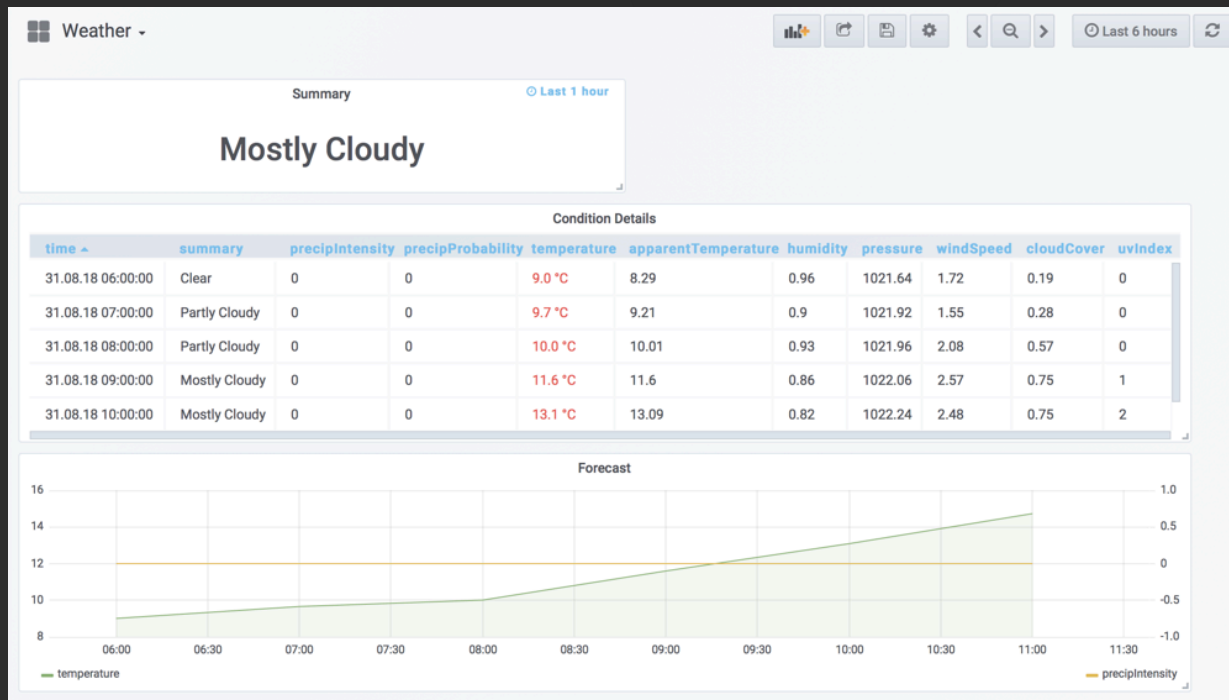 Weather
Last 6 hours
Summary
Last 1 hour
Mostly Cloudy
Condition Details
time summary precipIntensity precipProbability temperature apparentTemperature humidity pressure windSpeed cloudCover uvIndex
31.08.18 06:00:00 Clear 0 0 9.0 °C 8.29 0.96 1021.64 1.72 0.19 0
31.08.18 07:00:00 Partly Cloudy 0 0 9.7 °C 9.21 0.9 1021.92 1.55 0.28 0
31.08.18 08:00:00 Partly Cloudy 0 0 10.0 °C 10.01 0.93 1021.96 2.08 0.57 0
31.08.18 09:00:00 Mostly Cloudy 0 0 11.6 °C 11.6 0.86 1022.06 2.57 0.75 1
31.08.18 10:00:00 Mostly Cloudy 0 0 13.1 °C 13.09 0.82 1022.24 2.48 0.75 2
Forecast
16 1.0
14 0.5
12 0
10 -0.5
8 -1.0
06:00 06:30 07:00 07:30 08:00 08:30 09:00 09:30 10:00 10:30 11:00 11:30
temperature precipIntensity